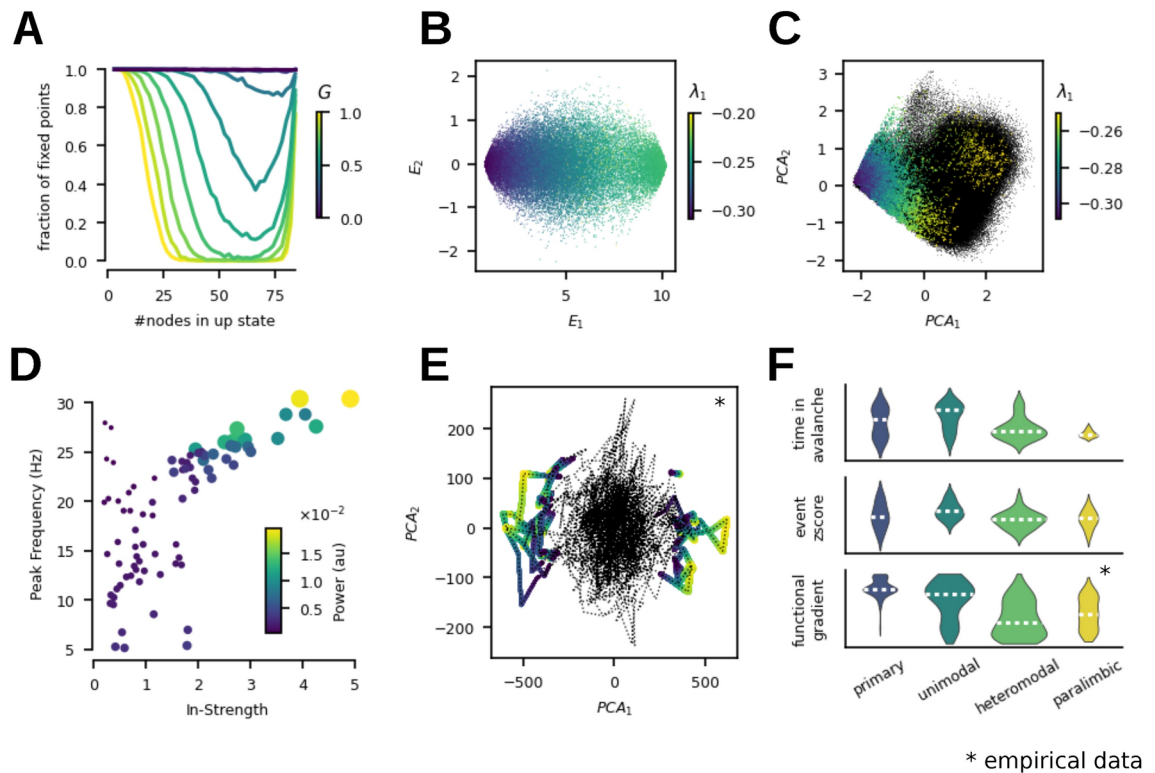 A
B
C
fraction of fixed points
1.0
0.8
0.6
0.4
0.2
0.0
0
25
50
75
#nodes in up state
G
1.0
0.5
0.0
E₂
2
1
0
−1
−2
5
10
E₁
λ₁
−0.20
−0.25
−0.30
PCA₂
3
2
1
0
−1
−2
−2
0
2
PCA₁
λ₁
−0.26
−0.28
−0.30
D
E
F
Peak Frequency (Hz)
30
25
20
15
10
5
0
1
2
3
4
5
In-Strength
×10⁻²
1.5
1.0
0.5
Power (au)
*
PCA₂
200
100
0
−100
−200
−500
0
500
PCA₁
time in
avalanche
event
zscore
functional
gradient
*
primary
unimodal
heteromodal
paralimbic
* empirical data